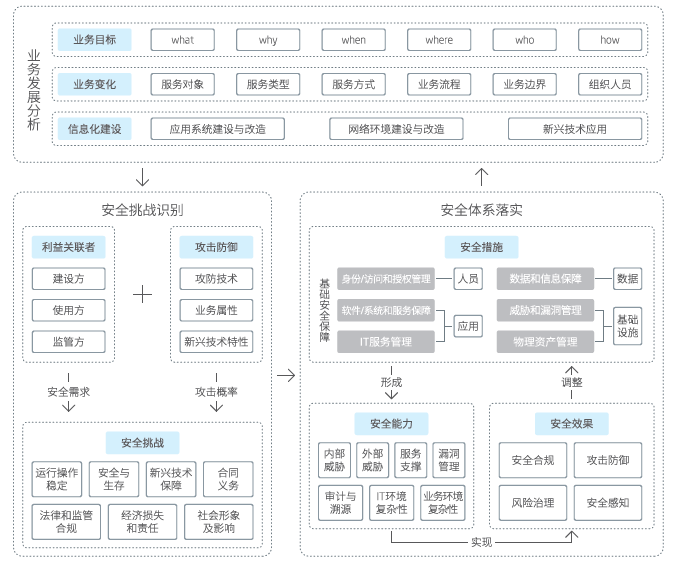 业务发展分析
业务目标
what
why
when
where
who
how
业务变化
服务对象
服务类型
服务方式
业务流程
业务边界
组织人员
信息化建设
应用系统建设与改造
网络环境建设与改造
新兴技术应用
安全挑战识别
利益关联者
建设方
使用方
监管方
攻击防御
攻防技术
业务属性
新兴技术特性
安全需求
攻击概率
安全挑战
运行操作
稳定
安全与
生存
新兴技术
保障
合同
义务
法律和监管
合规
经济损失
和责任
社会形象
及影响
安全体系落实
安全措施
基础安全保障
身份/访问和授权管理
人员
软件/系统和服务保障
IT服务管理
应用
数据和信息保障
数据
威胁和漏洞管理
物理资产管理
基础
设施
形成
调整
安全能力
内部
威胁
外部
威胁
服务
支撑
漏洞
管理
审计与
溯源
IT环境
复杂性
业务环境
复杂性
安全效果
安全合规
攻击防御
风险治理
安全感知
实现